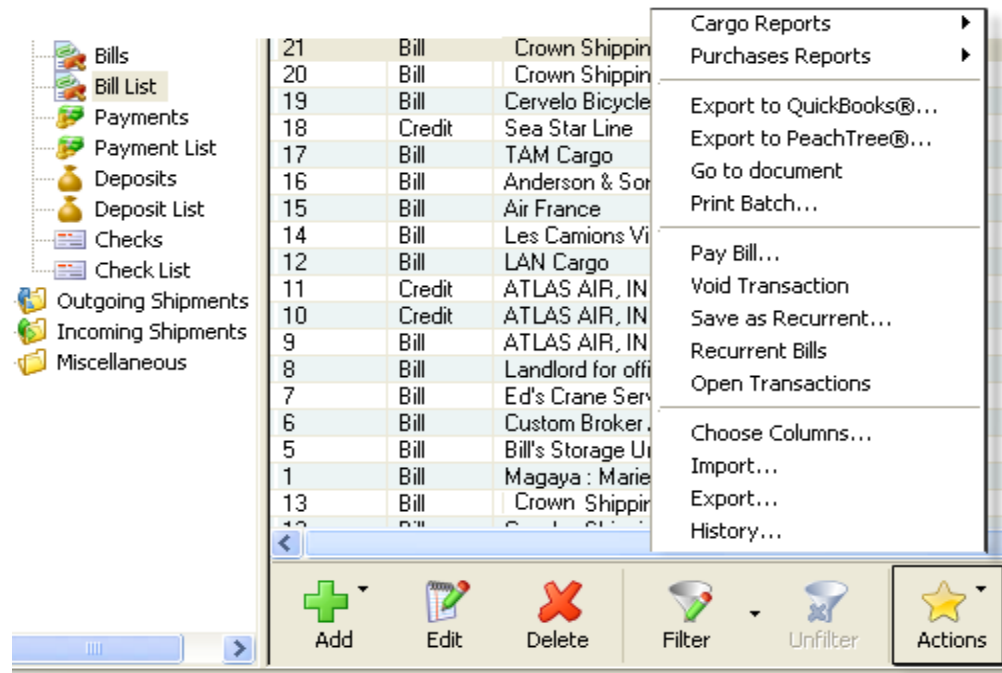 Bills
Bill List
Payments
Payment List
Deposits
Deposit List
Checks
Check List
Outgoing Shipments
Incoming Shipments
Miscellaneous
21 Bill Crown Shippin
20 Bill Crown Shippin
19 Bill Cervelo Bicycle
18 Credit Sea Star Line
17 Bill TAM Cargo
16 Bill Anderson & Sor
15 Bill Air France
14 Bill Les Camions Vi
12 Bill LAN Cargo
11 Credit ATLAS AIR, IN
10 Credit ATLAS AIR, IN
9 Bill ATLAS AIR, IN
8 Bill Landlord for offi
7 Bill Ed's Crane Serv
6 Bill Custom Broker
5 Bill Bill's Storage Ur
1 Bill Magaya : Marie
13 Bill Crown Shippir
Cargo Reports
Purchases Reports
Export to QuickBooks®...
Export to PeachTree®...
Go to document
Print Batch...
Pay Bill...
Void Transaction
Save as Recurrent...
Recurrent Bills
Open Transactions
Choose Columns...
Import...
Export...
History...
Add Edit Delete Filter Unfilter Actions